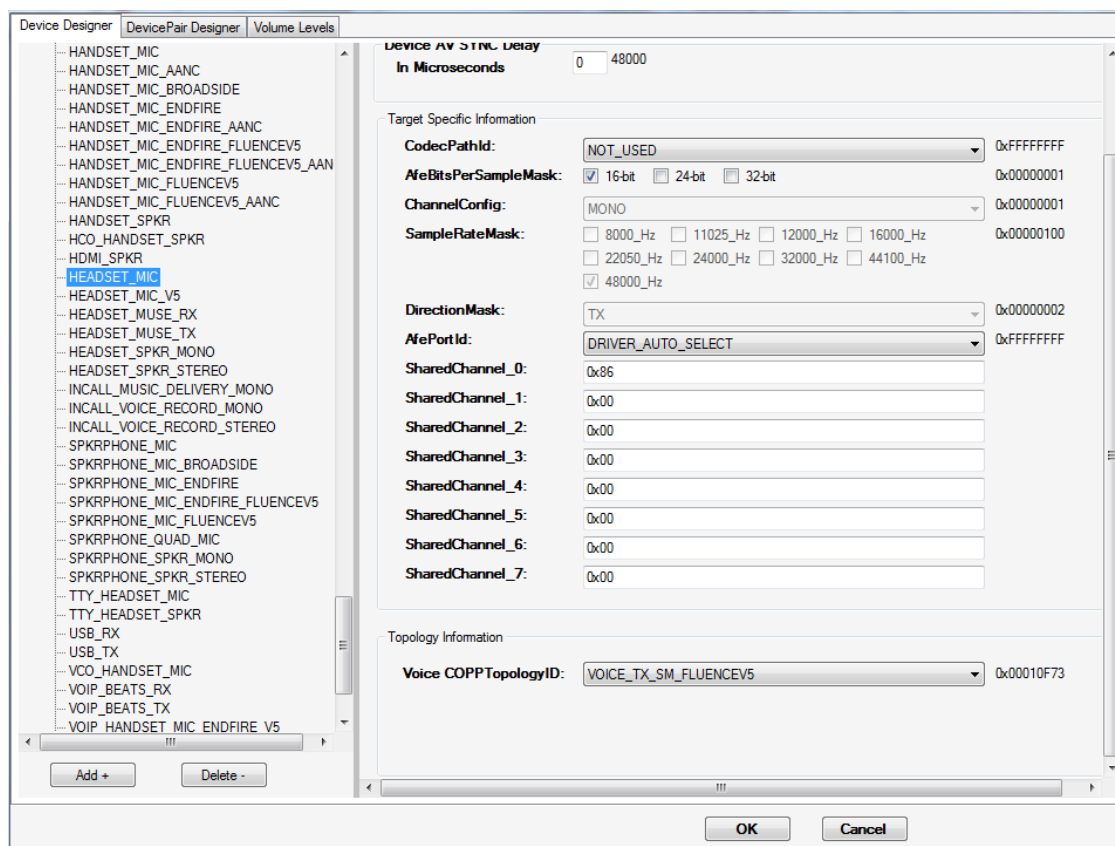 Device Designer DevicePair Designer Volume Levels
HANDSET_MIC
HANDSET_MIC_AANC
HANDSET_MIC_BROADSIDE
HANDSET_MIC_ENDFIRE
HANDSET_MIC_ENDFIRE_AANC
HANDSET_MIC_ENDFIRE_FLUENCEV5
HANDSET_MIC_ENDFIRE_FLUENCEV5_AAN
HANDSET_MIC_FLUENCEV5
HANDSET_MIC_FLUENCEV5_AANC
HANDSET_SPKR
HCO_HANDSET_SPKR
HDMI_SPKR
HEADSET_MIC
HEADSET_MIC_V5
HEADSET_MUSE_RX
HEADSET_MUSE_TX
HEADSET_SPKR_MONO
HEADSET_SPKR_STEREO
INCALL_MUSIC_DELIVERY_MONO
INCALL_VOICE_RECORD_MONO
INCALL_VOICE_RECORD_STEREO
SPKRPHONE_MIC
SPKRPHONE_MIC_BROADSIDE
SPKRPHONE_MIC_ENDFIRE
SPKRPHONE_MIC_ENDFIRE_FLUENCEV5
SPKRPHONE_MIC_FLUENCEV5
SPKRPHONE_QUAD_MIC
SPKRPHONE_SPKR_MONO
SPKRPHONE_SPKR_STEREO
TTY_HEADSET_MIC
TTY_HEADSET_SPKR
USB_RX
USB_TX
VCO_HANDSET_MIC
VOIP_BEATS_RX
VOIP_BEATS_TX
VOIP_HANDSET_MIC_ENDFIRE_V5
Add + Delete -
Device AV SYNC Delay
In Microseconds 0 48000
Target Specific Information
CodecPathId: NOT_USED 0xFFFFFFFF
AfeBitsPerSampleMask: 16-bit 24-bit 32-bit 0x00000001
ChannelConfig: MONO 0x00000001
SampleRateMask: 8000_Hz 11025_Hz 12000_Hz 16000_Hz 0x00000100
22050_Hz 24000_Hz 32000_Hz 44100_Hz
48000_Hz
DirectionMask: TX 0x00000002
AfePortId: DRIVER_AUTO_SELECT 0xFFFFFFFF
SharedChannel_0: 0x86
SharedChannel_1: 0x00
SharedChannel_2: 0x00
SharedChannel_3: 0x00
SharedChannel_4: 0x00
SharedChannel_5: 0x00
SharedChannel_6: 0x00
SharedChannel_7: 0x00
Topology Information
Voice COPPTopologyID: VOICE_TX_SM_FLUENCEV5 0x00010F73
OK Cancel